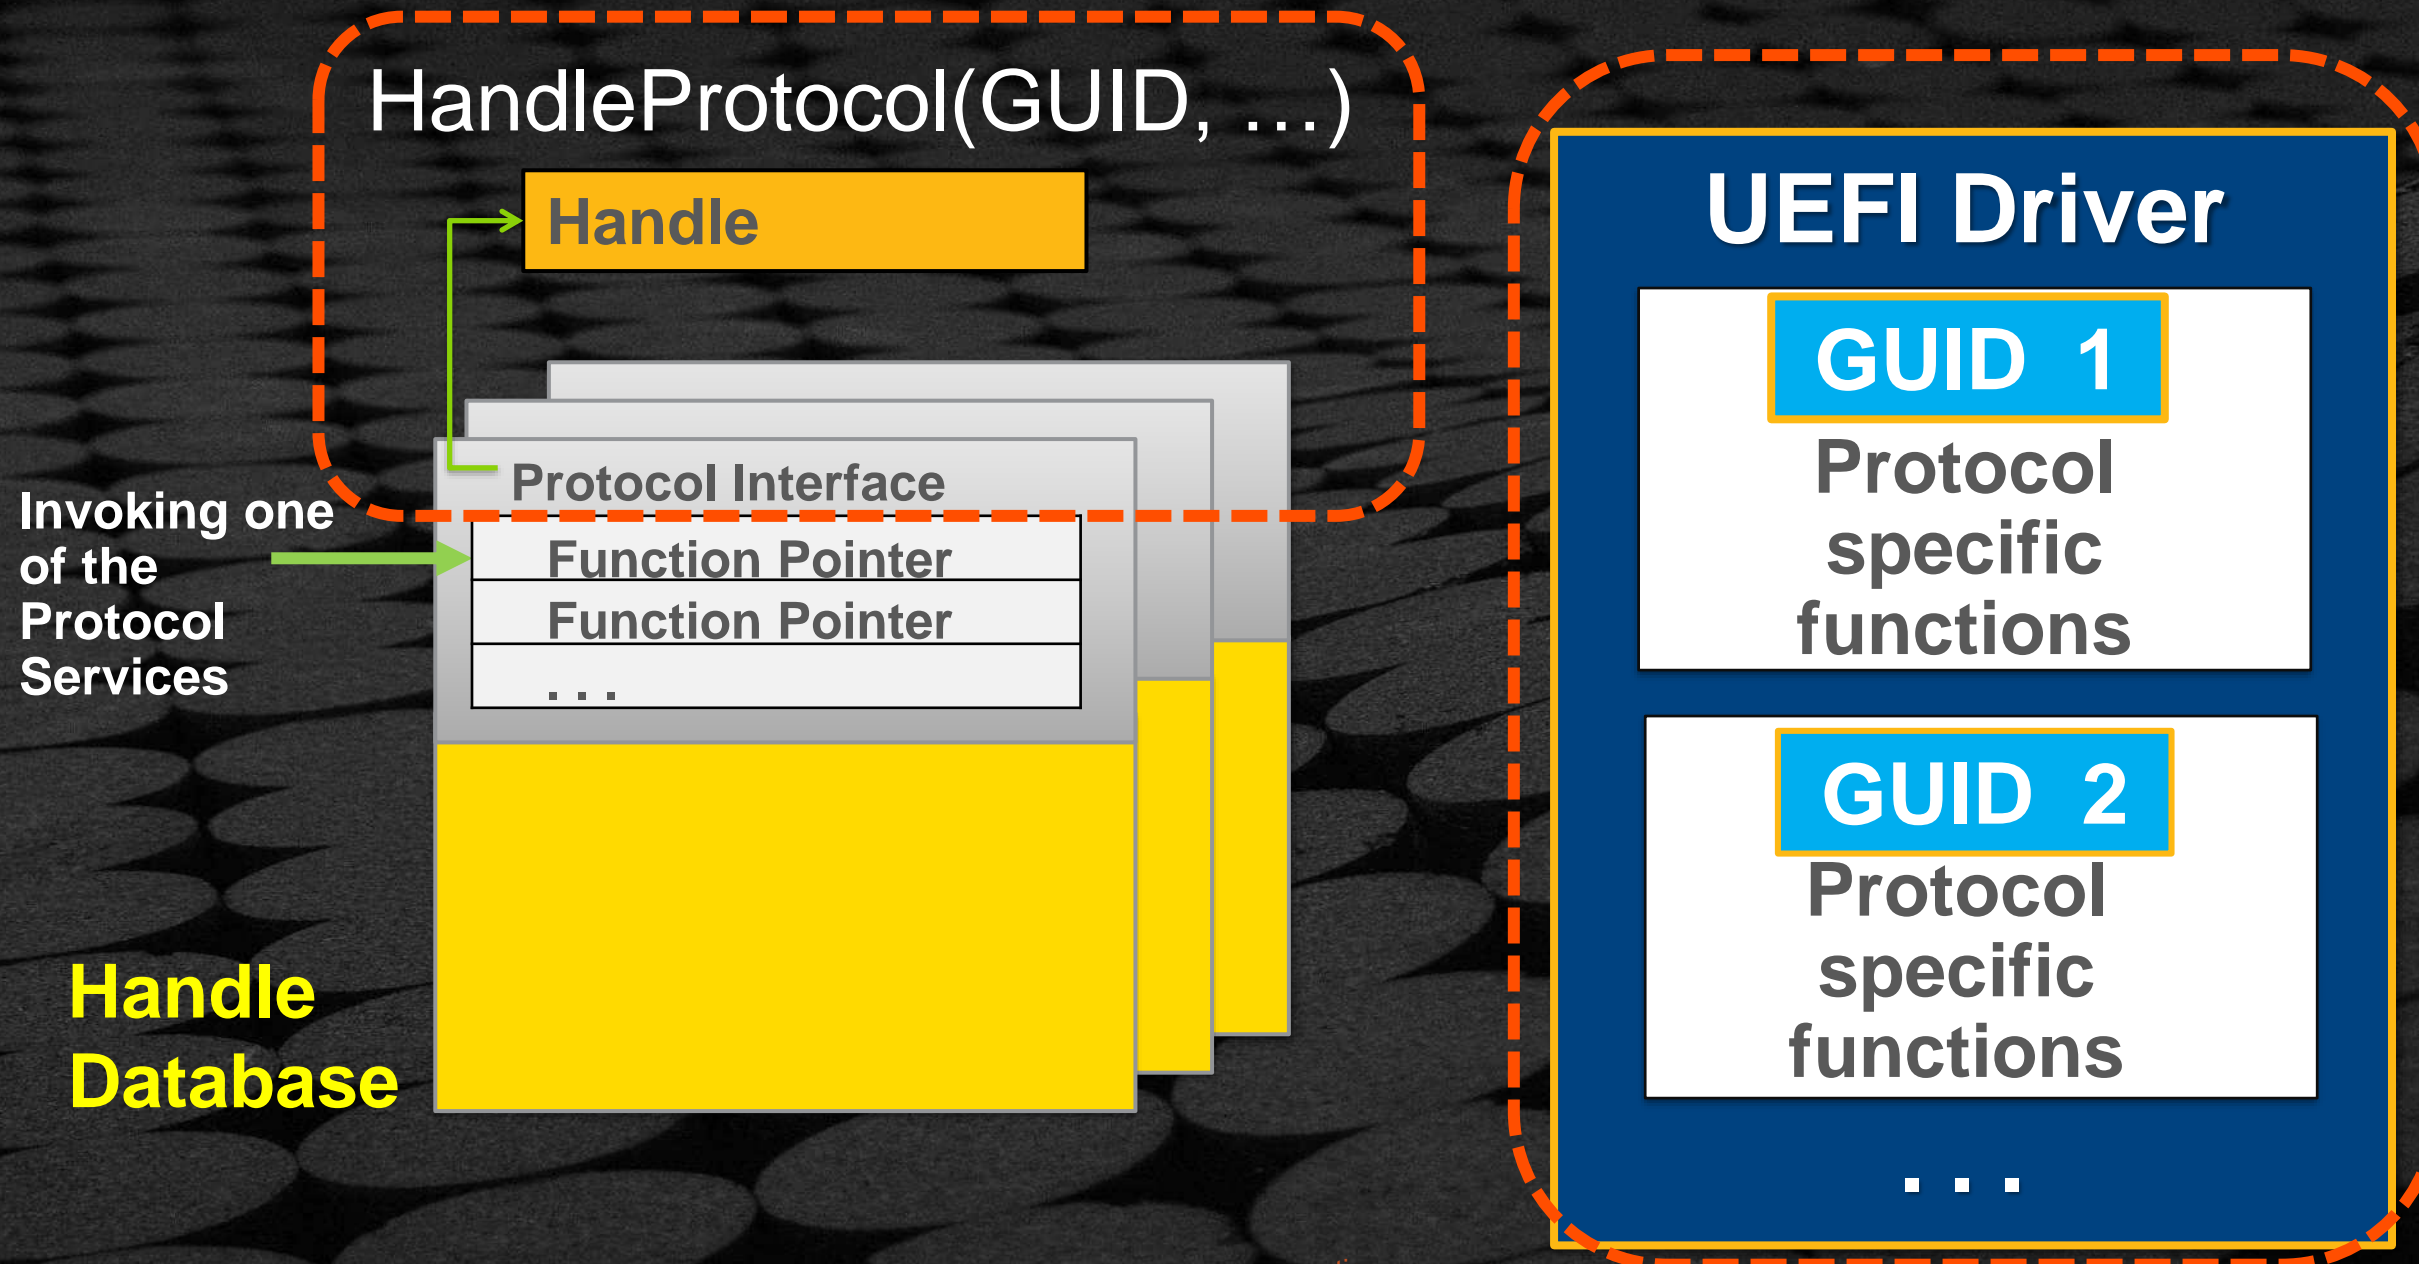 HandleProtocol(GUID, …)
Handle
Protocol Interface
Function Pointer
Function Pointer
. . .
Invoking one
of the
Protocol
Services
Handle
Database
UEFI Driver
GUID 1
Protocol
specific
functions
GUID 2
Protocol
specific
functions
. . .